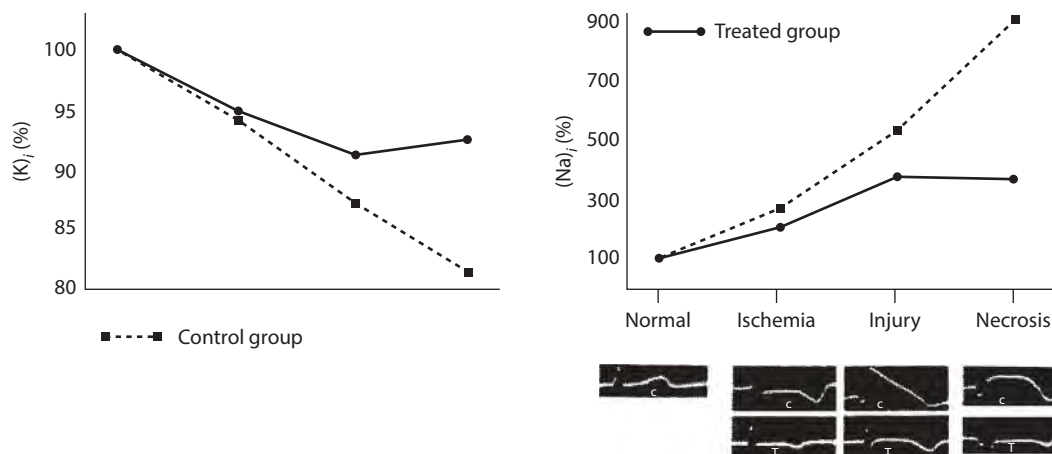 (K)i (%)
100
95
90
85
80
Control group
(Na)i (%)
900
700
500
300
100
Treated group
Normal Ischemia Injury Necrosis
C C C C
T T T